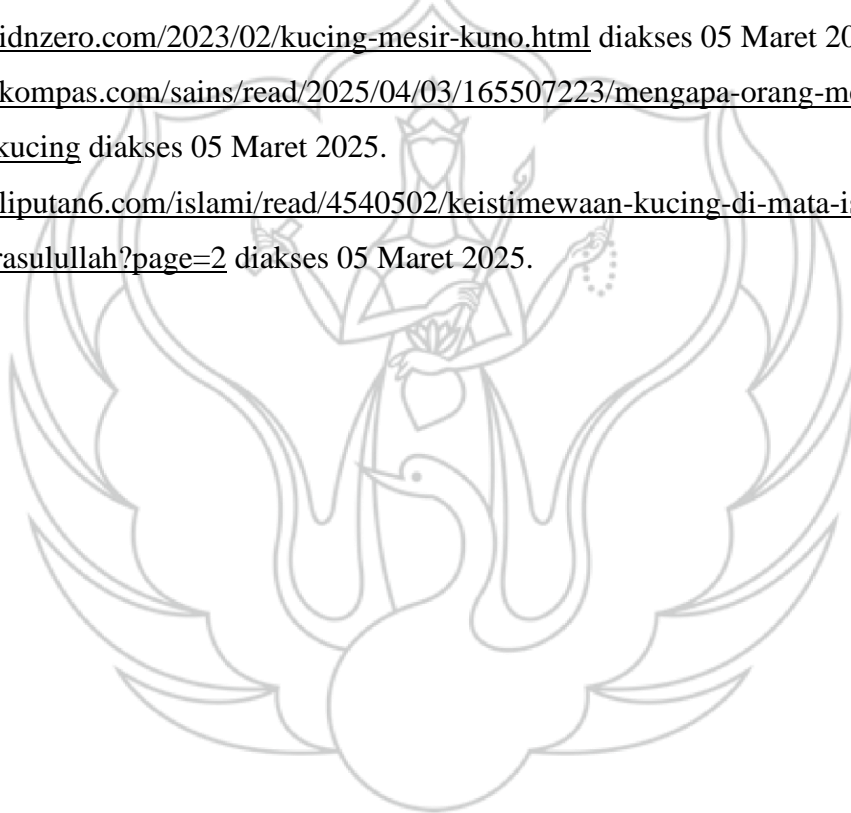 idnzero.com/2023/02/kucing-mesir-kuno.html diakses 05 Maret 20
kompas.com/sains/read/2025/04/03/165507223/mengapa-orang-m
kucing diakses 05 Maret 2025.
liputan6.com/islami/read/4540502/keistimewaan-kucing-di-mata-is
rasulullah?page=2 diakses 05 Maret 2025.